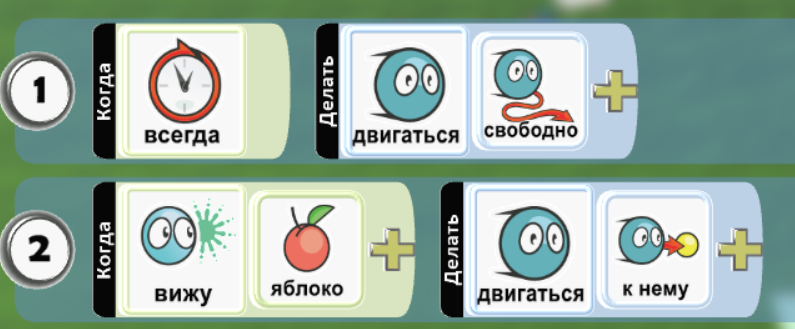 1
Когда
всегда
Делать
двигаться
свободно
2
Когда
вижу
яблоко
Делать
двигаться
к нему